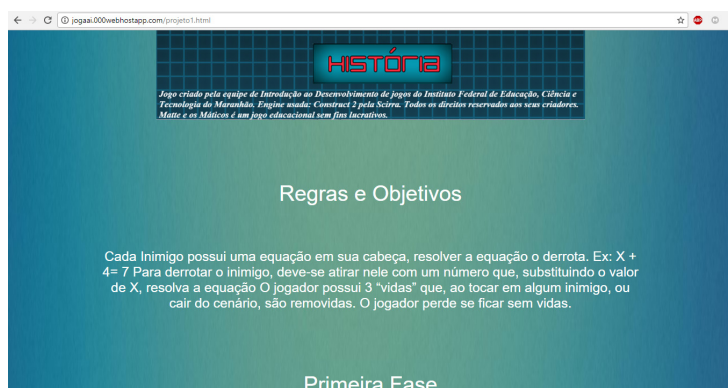 jogaai.000webhostapp.com/projeto1.html
HISTÓRIA
Jogo criado pela equipe de Introdução ao Desenvolvimento de jogos do Instituto Federal de Educação, Ciência e
Tecnologia do Maranhão. Engine usada: Construct 2 pela Scirra. Todos os direitos reservados aos seus criadores.
Matte e os Máticos é um jogo educacional sem fins lucrativos.
Regras e Objetivos
Cada Inimigo possui uma equação em sua cabeça, resolver a equação o derrota. Ex: X +
4= 7 Para derrotar o inimigo, deve-se atirar nele com um número que, substituindo o valor
de X, resolva a equação O jogador possui 3 “vidas” que, ao tocar em algum inimigo, ou
cair do cenário, são removidas. O jogador perde se ficar sem vidas.
Primeira Fase